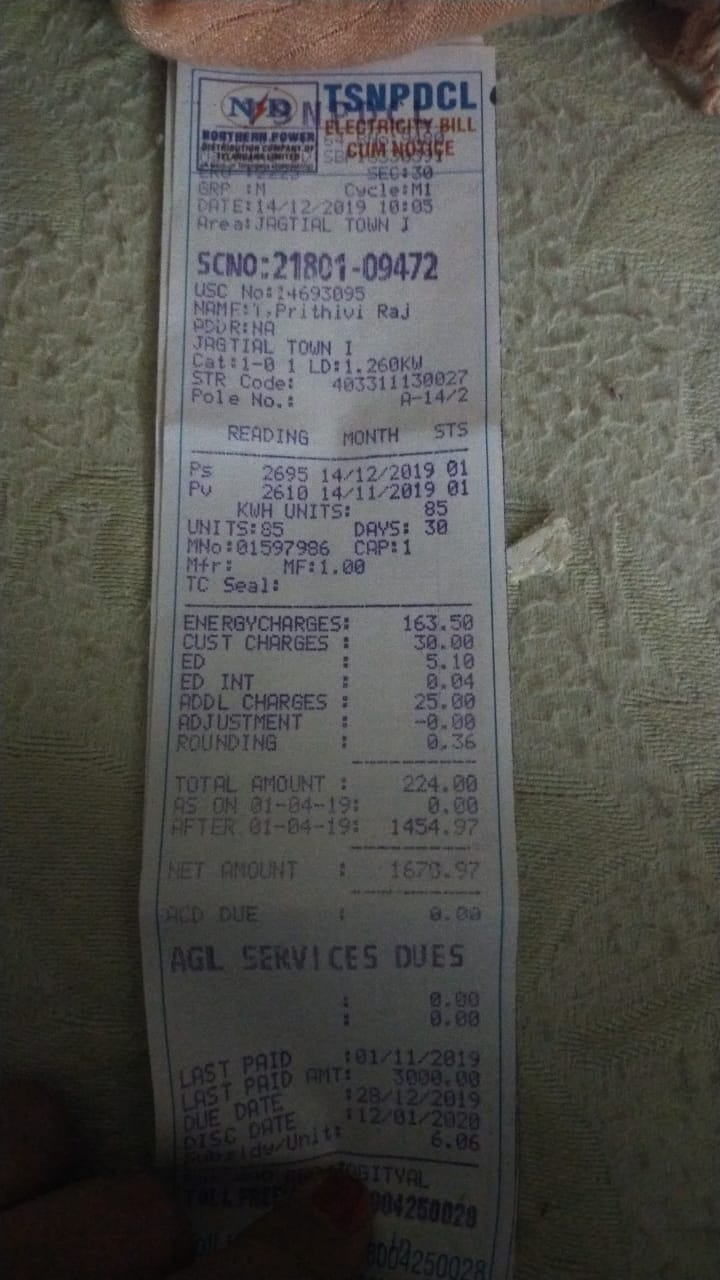 TSNPDCL
ELECTRICITY BILL
CUM NOTICE
NORTHERN POWER
DISTRIBUTION COMPANY OF
TELANGANA LIMITED
SEC:30
GRP :M Cycle:M1
DATE:14/12/2019 10:05
Area:JAGTIAL TOWN I
SCNO:21801-09472
USC No:14693095
Prithivi Raj
ADDR:NA
JAGTIAL TOWN I
Cat:1-0 1 LD:1.260KW
STR Code: 403311130027
Pole No.: A-14/2
READING MONTH STS
Ps 2695 14/12/2019 01
Pv 2610 14/11/2019 01
KWH UNITS: 85
UNITS:85 DAYS: 30
MNo:01597986 CAP:1
Mfr: MF:1.00
TC Seal:
ENERGYCHARGES: 163.50
CUST CHARGES : 30.00
ED : 5.10
ED INT : 0.04
ADDL CHARGES : 25.00
ADJUSTMENT : -0.00
ROUNDING : 0.36
TOTAL AMOUNT : 224.00
AS ON 01-04-19: 0.00
AFTER 01-04-19: 1454.97
NET AMOUNT : 1678.97
ACD DUE : 0.00
AGL SERVICES DUES
: 0.00
: 0.00
LAST PAID :01/11/2019
LAST PAID AMT: 3000.00
DUE DATE :28/12/2019
DISC DATE :12/01/2020
Subsidy/Unit: 6.06
TOLL FREE 004250028
8004250028